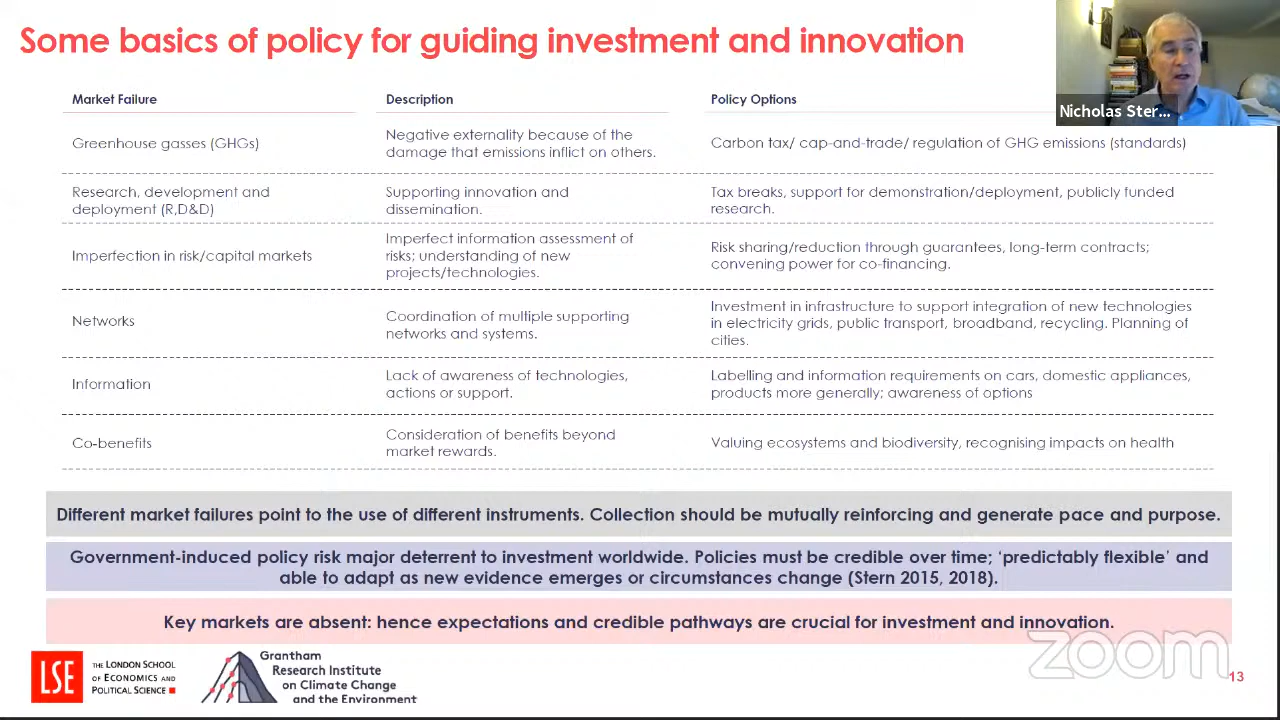 Some basics of policy for guiding investment and innovation
Nicholas Ster...
Market Failure
Description
Policy Options
Greenhouse gasses (GHGs)
Negative externality because of the
damage that emissions inflict on others.
Carbon tax/ cap-and-trade/ regulation of GHG emissions (standards)
Research, development and
deployment (R,D&D)
Supporting innovation and
dissemination.
Tax breaks, support for demonstration/deployment, publicly funded
research.
Imperfection in risk/capital markets
Imperfect information assessment of
risks; understanding of new
projects/technologies.
Risk sharing/reduction through guarantees, long-term contracts;
convening power for co-financing.
Networks
Coordination of multiple supporting
networks and systems.
Investment in infrastructure to support integration of new technologies
in electricity grids, public transport, broadband, recycling. Planning of
cities.
Information
Lack of awareness of technologies,
actions or support.
Labelling and information requirements on cars, domestic appliances,
products more generally; awareness of options
Co-benefits
Consideration of benefits beyond
market rewards.
Valuing ecosystems and biodiversity, recognising impacts on health
Different market failures point to the use of different instruments. Collection should be mutually reinforcing and generate pace and purpose.
Government-induced policy risk major deterrent to investment worldwide. Policies must be credible over time; ‘predictably flexible’ and
able to adapt as new evidence emerges or circumstances change (Stern 2015, 2018).
Key markets are absent: hence expectations and credible pathways are crucial for investment and innovation.
LSE
THE LONDON SCHOOL
OF ECONOMICS AND
POLITICAL SCIENCE
Grantham
Research Institute
on Climate Change
and the Environment
zoom
13